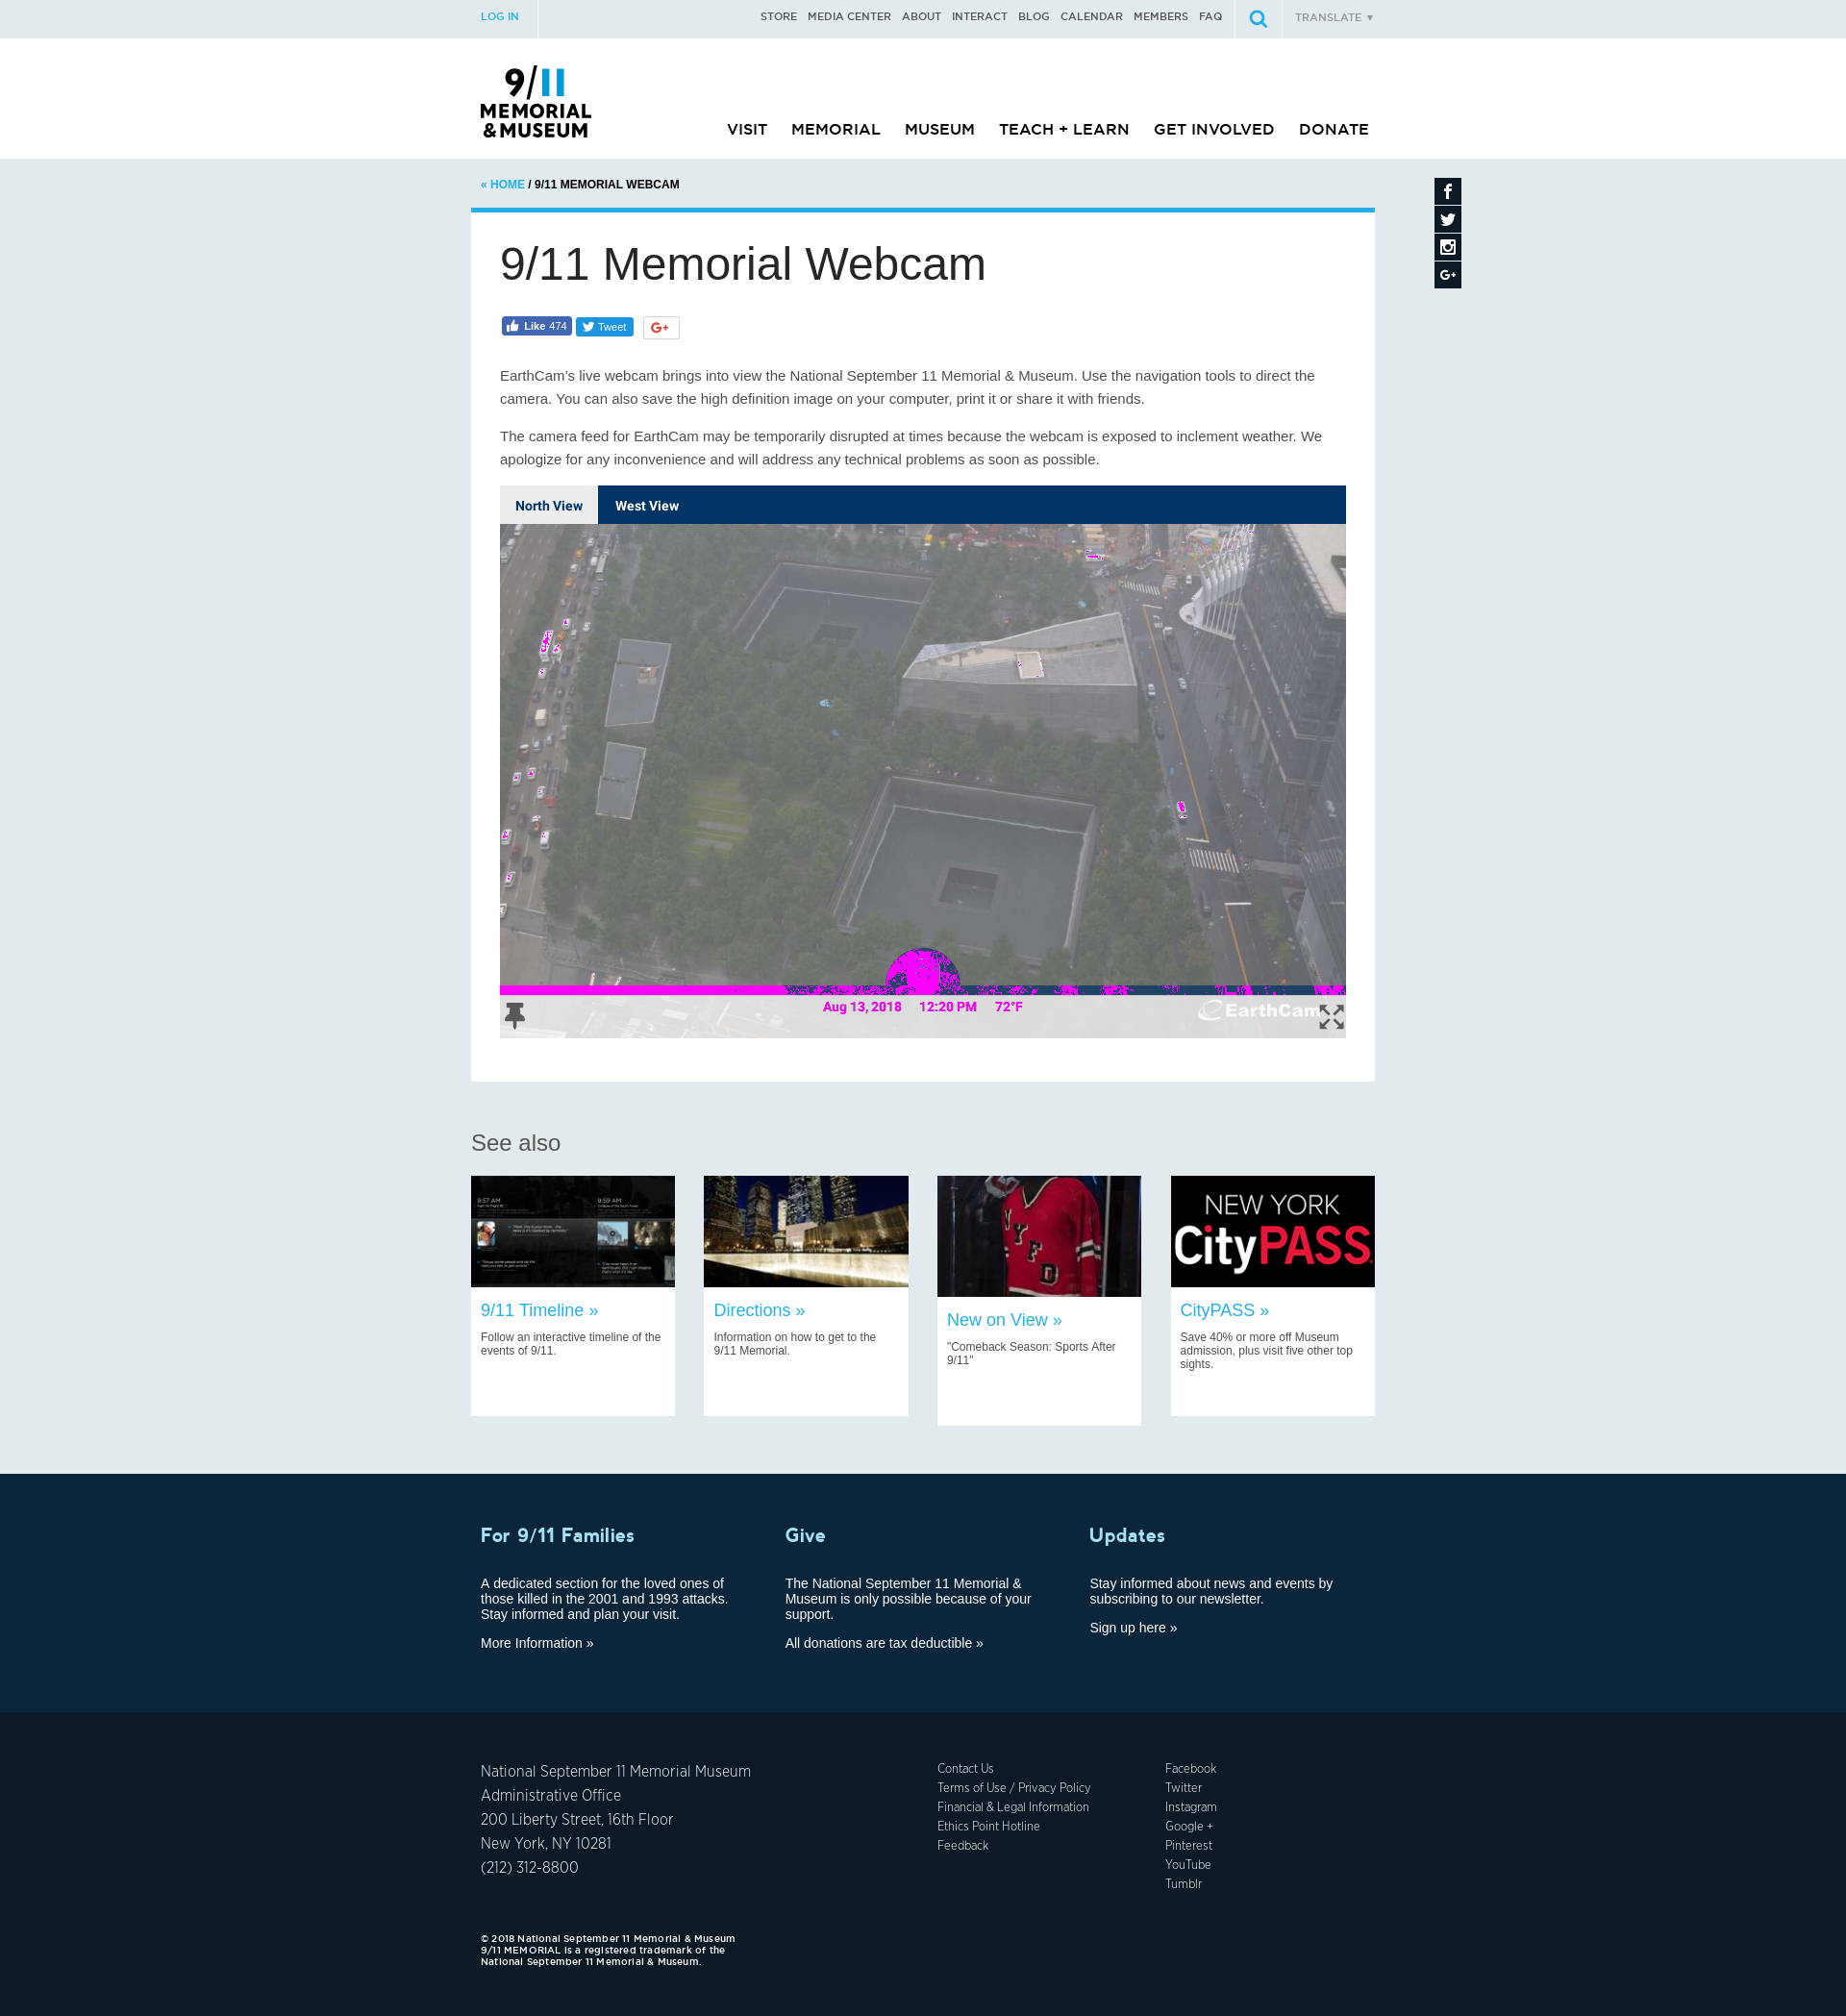 LOG IN
STORE MEDIA CENTER ABOUT INTERACT BLOG CALENDAR MEMBERS FAQ
TRANSLATE ▼
9/11
MEMORIAL
& MUSEUM
VISIT MEMORIAL MUSEUM TEACH + LEARN GET INVOLVED DONATE
« HOME / 9/11 MEMORIAL WEBCAM
9/11 Memorial Webcam
Like 474
Tweet
G+
EarthCam's live webcam brings into view the National September 11 Memorial & Museum. Use the navigation tools to direct the
camera. You can also save the high definition image on your computer, print it or share it with friends.
The camera feed for EarthCam may be temporarily disrupted at times because the webcam is exposed to inclement weather. We
apologize for any inconvenience and will address any technical problems as soon as possible.
North View West View
Aug 13, 2018 12:20 PM 72°F
EarthCam
See also
9:57 AM
9:59 AM
NYFD
NEW YORK
CityPASS
9/11 Timeline »
Follow an interactive timeline of the
events of 9/11.
Directions »
Information on how to get to the
9/11 Memorial.
New on View »
"Comeback Season: Sports After
9/11"
CityPASS »
Save 40% or more off Museum
admission, plus visit five other top
sights.
For 9/11 Families
A dedicated section for the loved ones of
those killed in the 2001 and 1993 attacks.
Stay informed and plan your visit.
More Information »
Give
The National September 11 Memorial &
Museum is only possible because of your
support.
All donations are tax deductible »
Updates
Stay informed about news and events by
subscribing to our newsletter.
Sign up here »
National September 11 Memorial Museum
Administrative Office
200 Liberty Street, 16th Floor
New York, NY 10281
(212) 312-8800
Contact Us
Terms of Use / Privacy Policy
Financial & Legal Information
Ethics Point Hotline
Feedback
Facebook
Twitter
Instagram
Google +
Pinterest
YouTube
Tumblr
© 2018 National September 11 Memorial & Museum
9/11 MEMORIAL is a registered trademark of the
National September 11 Memorial & Museum.